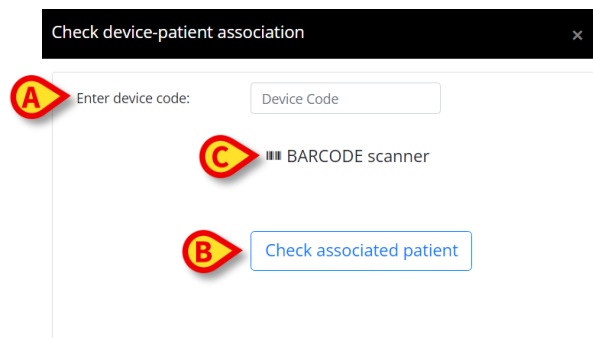 Check device-patient association ×
A Enter device code: Device Code
C BARCODE scanner
B Check associated patient